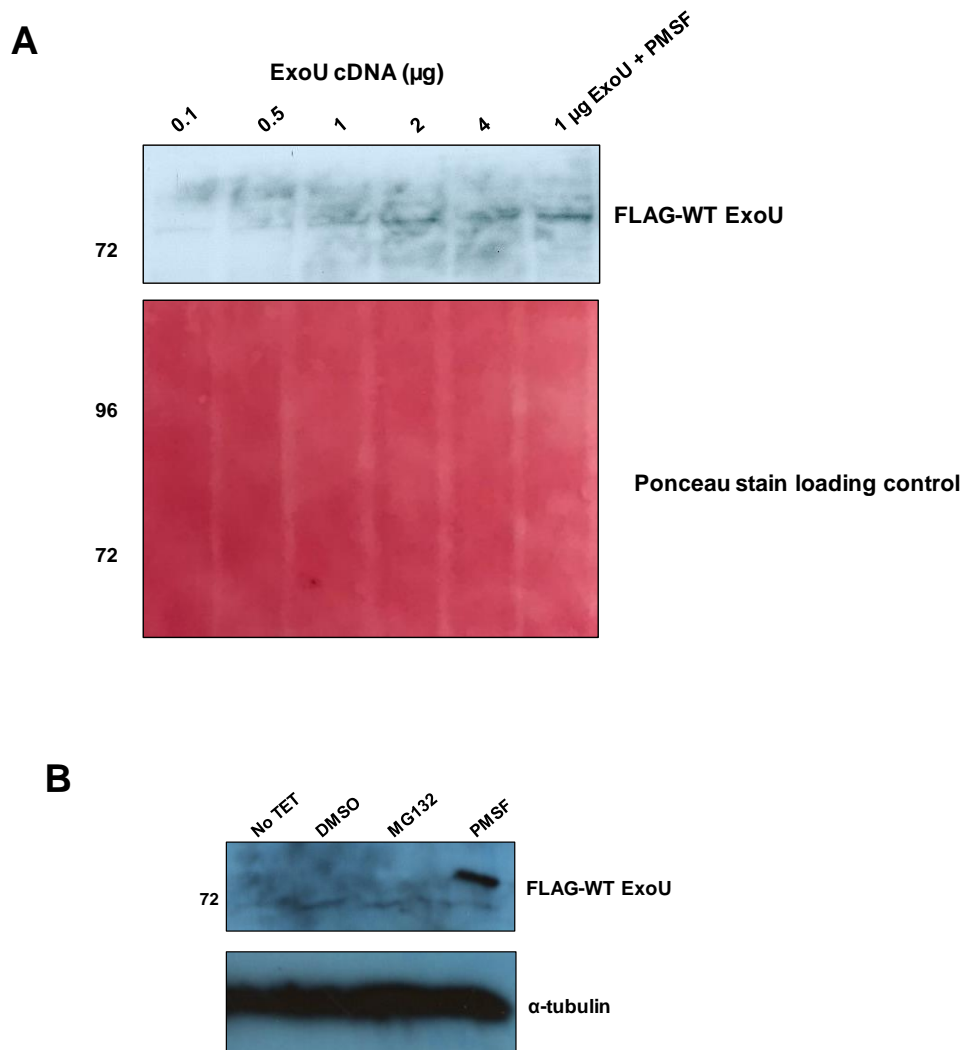 A
ExoU cDNA (µg)
0.1 0.5 1 2 4 1 µg ExoU + PMSF
FLAG-WT ExoU
72
96
Ponceau stain loading control
72
B
No TET DMSO MG132 PMSF
72 FLAG-WT ExoU
α-tubulin